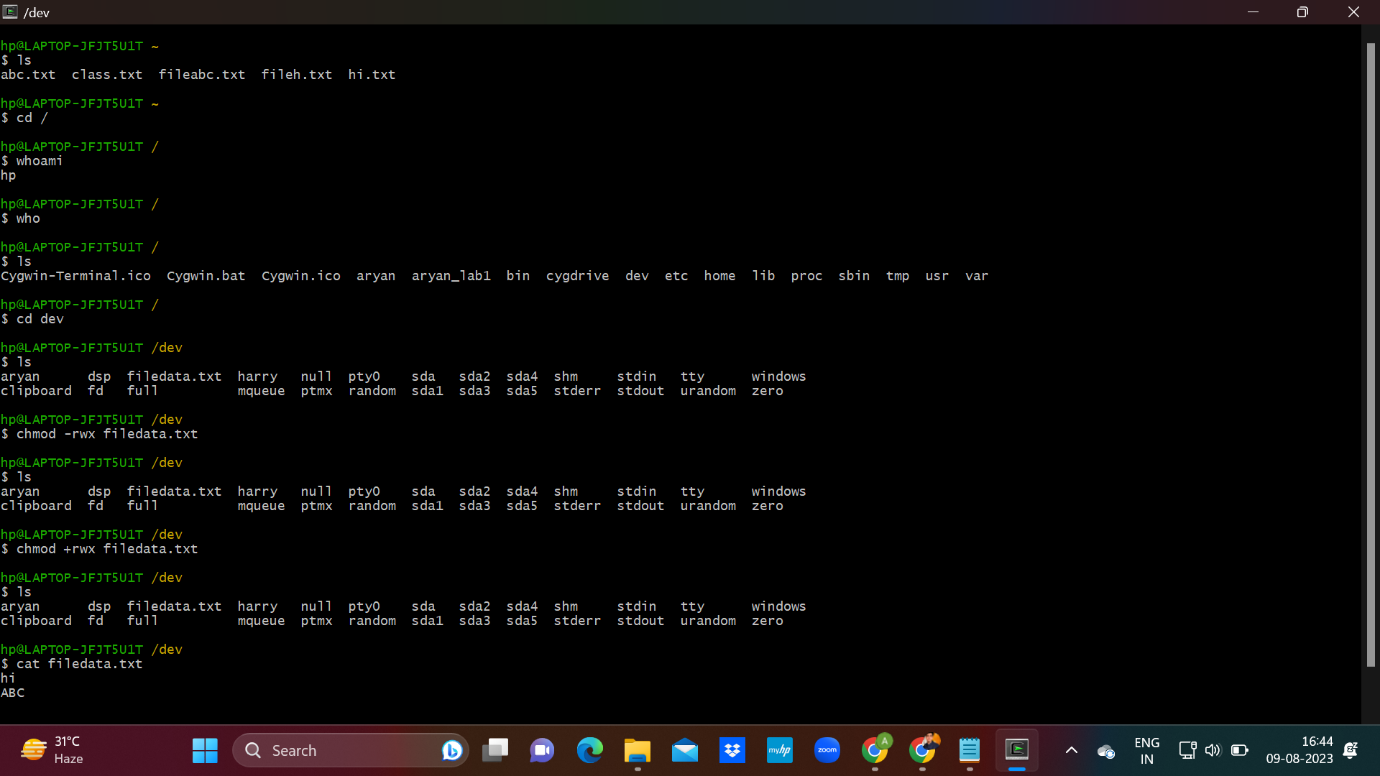 /dev
hp@LAPTOP-JFJT5U1T ~
$ ls
abc.txt  class.txt  fileabc.txt  fileh.txt  hi.txt
hp@LAPTOP-JFJT5U1T ~
$ cd /
hp@LAPTOP-JFJT5U1T /
$ whoami
hp
hp@LAPTOP-JFJT5U1T /
$ who
hp@LAPTOP-JFJT5U1T /
$ ls
Cygwin-Terminal.ico  Cygwin.bat  Cygwin.ico  aryan  aryan_lab1  bin  cygdrive  dev  etc  home  lib  proc  sbin  tmp  usr  var
hp@LAPTOP-JFJT5U1T /
$ cd dev
hp@LAPTOP-JFJT5U1T /dev
$ ls
aryan      dsp  filedata.txt  harry   null  pty0    sda   sda2  sda4  shm     stdin   tty      windows
clipboard  fd   full          mqueue  ptmx  random  sda1  sda3  sda5  stderr  stdout  urandom  zero
hp@LAPTOP-JFJT5U1T /dev
$ chmod -rwx filedata.txt
hp@LAPTOP-JFJT5U1T /dev
$ ls
aryan      dsp  filedata.txt  harry   null  pty0    sda   sda2  sda4  shm     stdin   tty      windows
clipboard  fd   full          mqueue  ptmx  random  sda1  sda3  sda5  stderr  stdout  urandom  zero
hp@LAPTOP-JFJT5U1T /dev
$ chmod +rwx filedata.txt
hp@LAPTOP-JFJT5U1T /dev
$ ls
aryan      dsp  filedata.txt  harry   null  pty0    sda   sda2  sda4  shm     stdin   tty      windows
clipboard  fd   full          mqueue  ptmx  random  sda1  sda3  sda5  stderr  stdout  urandom  zero
hp@LAPTOP-JFJT5U1T /dev
$ cat filedata.txt
hi
ABC
31°C
Haze
Search
myhp
zoom
A
ENG
IN
16:44
09-08-2023